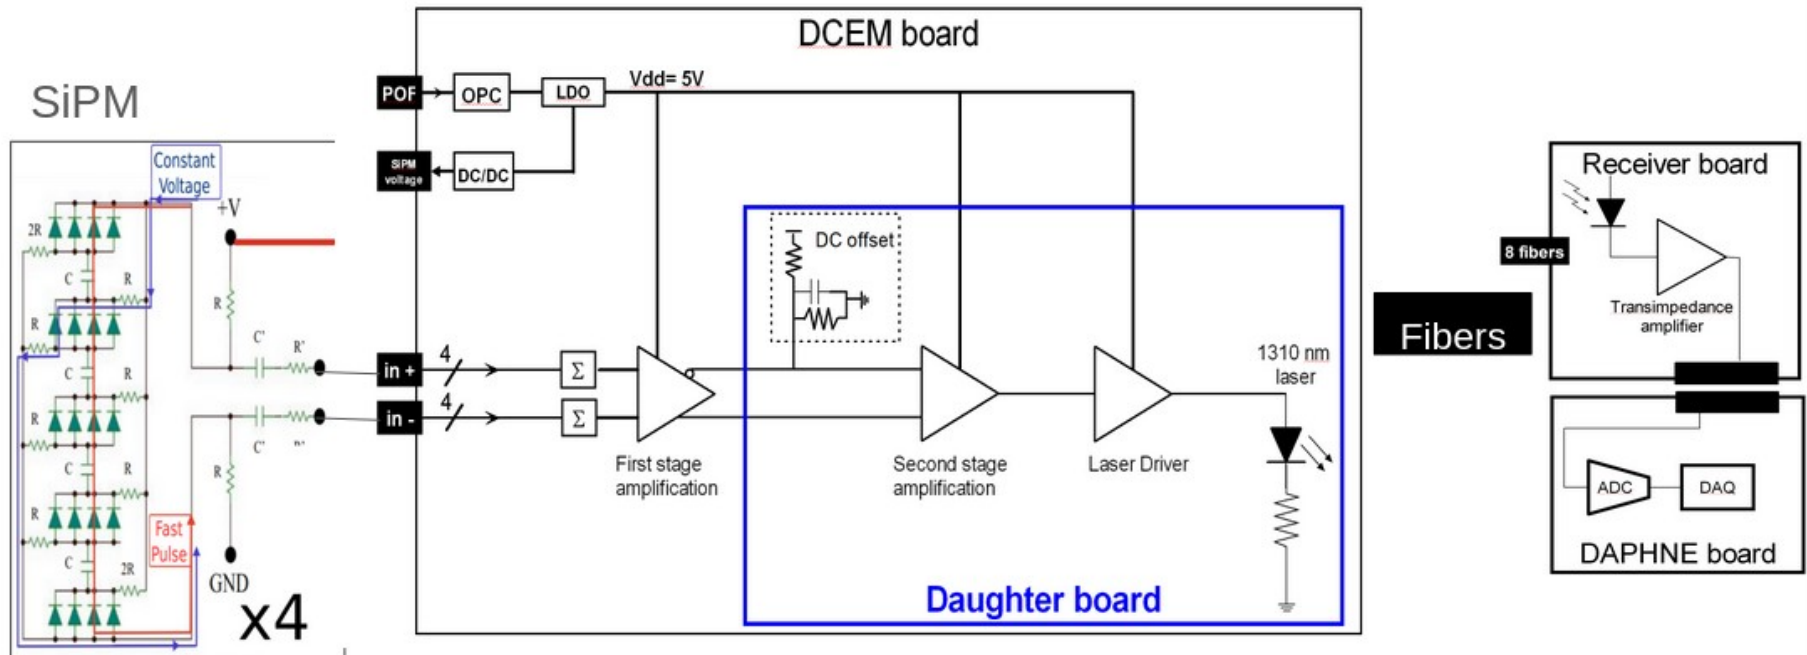 SiPM
Constant
Voltage
+V
2R
C
R
R
R
C
R
R
C
R
R
C
2R
Fast
Pulse
R
C'
R'
C'
R
GND
x4
DCEM board
POF
OPC
LDO
Vdd= 5V
SIPM
voltage
DC/DC
DC offset
in +
4
Σ
in -
4
Σ
First stage
amplification
Second stage
amplification
Laser Driver
1310 nm
laser
Daughter board
Fibers
Receiver board
8 fibers
Transimpedance
amplifier
ADC
DAQ
DAPHNE board